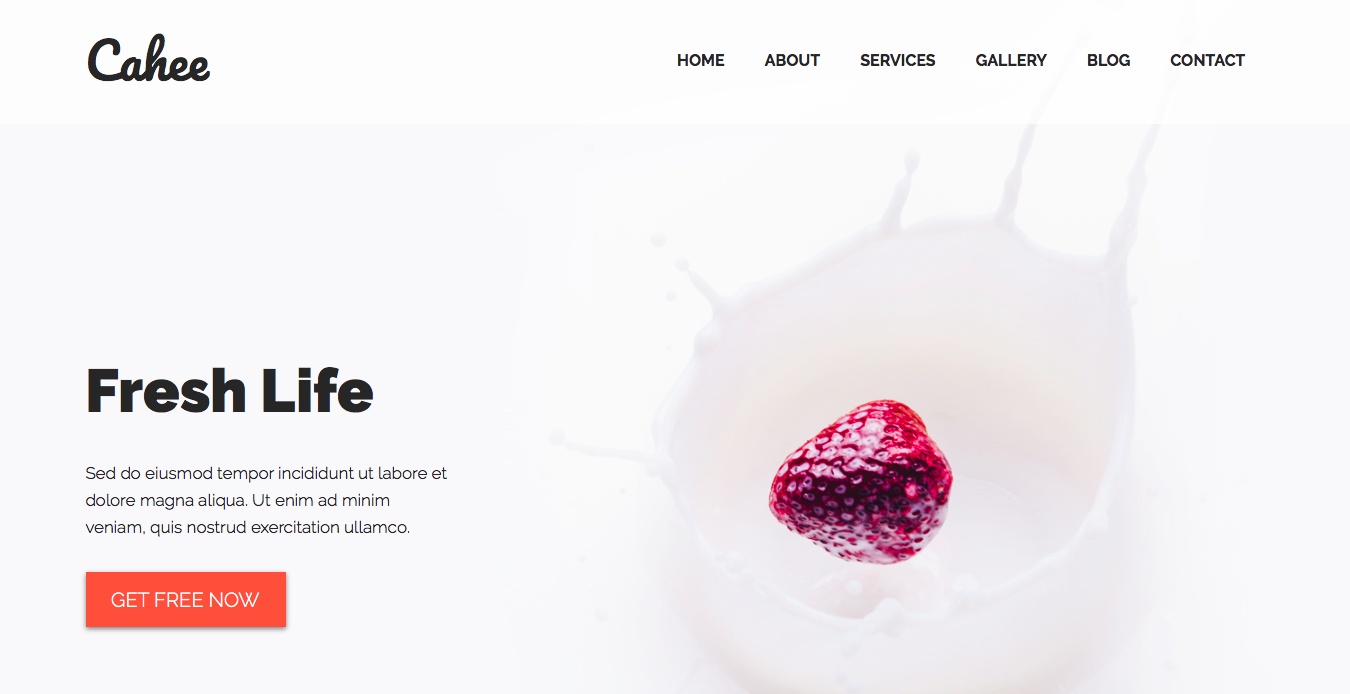 Cahee
HOME ABOUT SERVICES GALLERY BLOG CONTACT
Fresh Life
Sed do eiusmod tempor incididunt ut labore et
dolore magna aliqua. Ut enim ad minim
veniam, quis nostrud exercitation ullamco.
GET FREE NOW